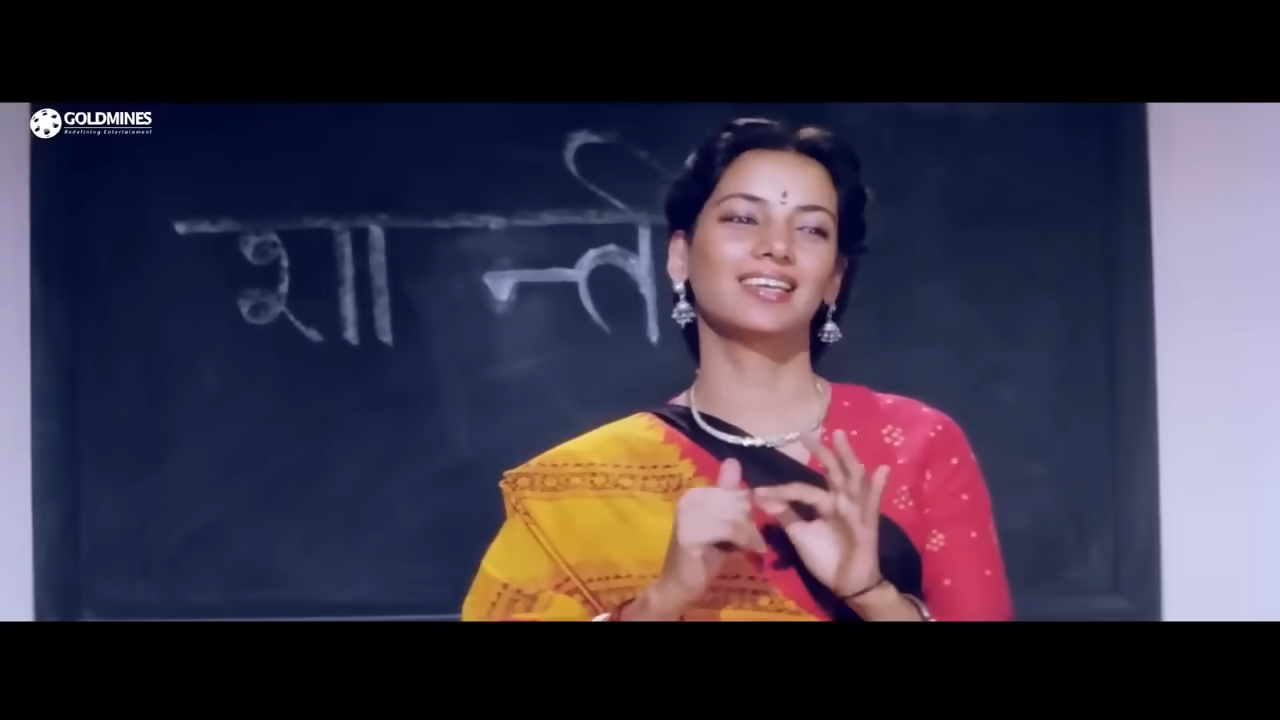 GOLDMINES
Redefining Entertainment
शान्ति